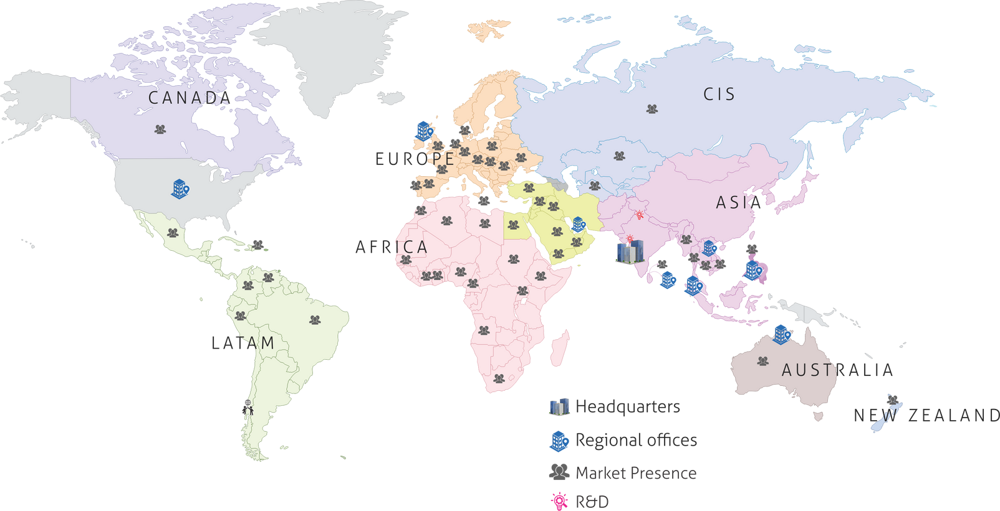 CANADA
CIS
EUROPE
ASIA
AFRICA
LATAM
AUSTRALIA
NEW ZEALAND
Headquarters
Regional offices
Market Presence
R&D